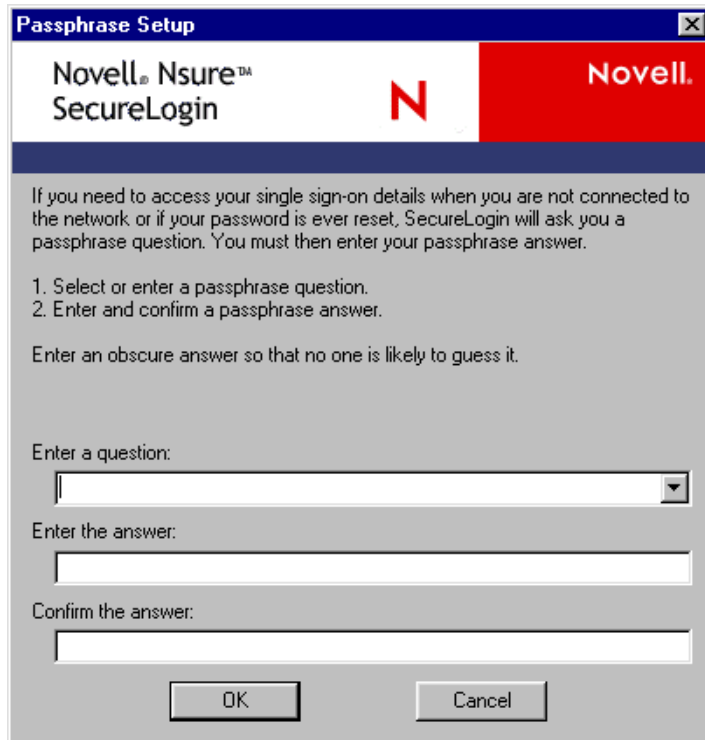 Passphrase Setup
Novell® Nsure™
SecureLogin
N
Novell®
If you need to access your single sign-on details when you are not connected to
the network or if your password is ever reset, SecureLogin will ask you a
passphrase question. You must then enter your passphrase answer.
1. Select or enter a passphrase question.
2. Enter and confirm a passphrase answer.
Enter an obscure answer so that no one is likely to guess it.
Enter a question:
Enter the answer:
Confirm the answer:
OK
Cancel